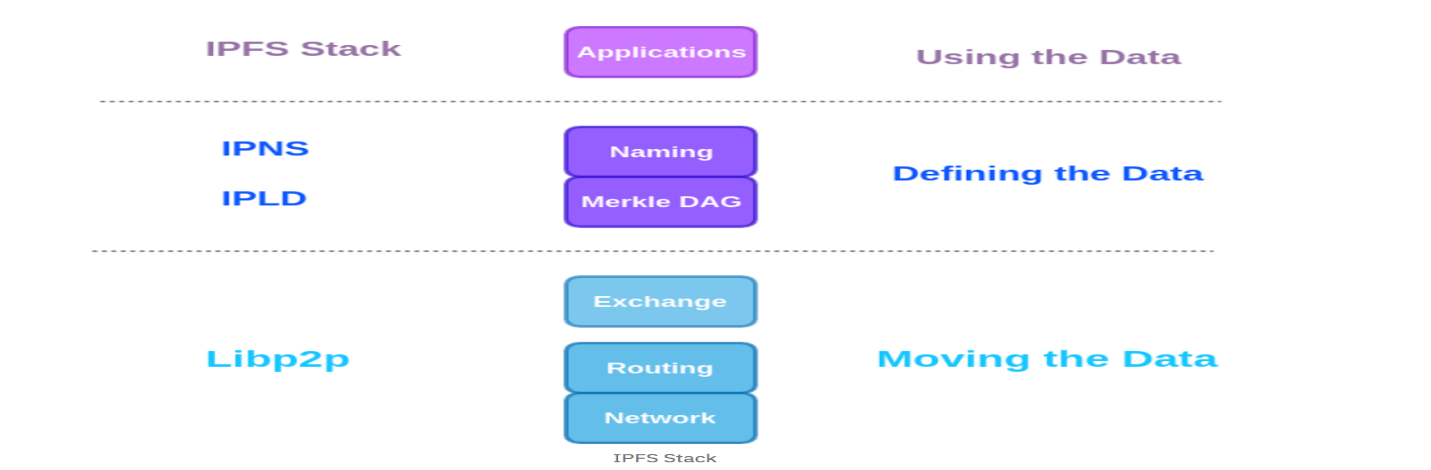 IPFS Stack
Applications
Using the Data
IPNS
Naming
Defining the Data
IPLD
Merkle DAG
Exchange
Libp2p
Routing
Moving the Data
Network
IPFS Stack